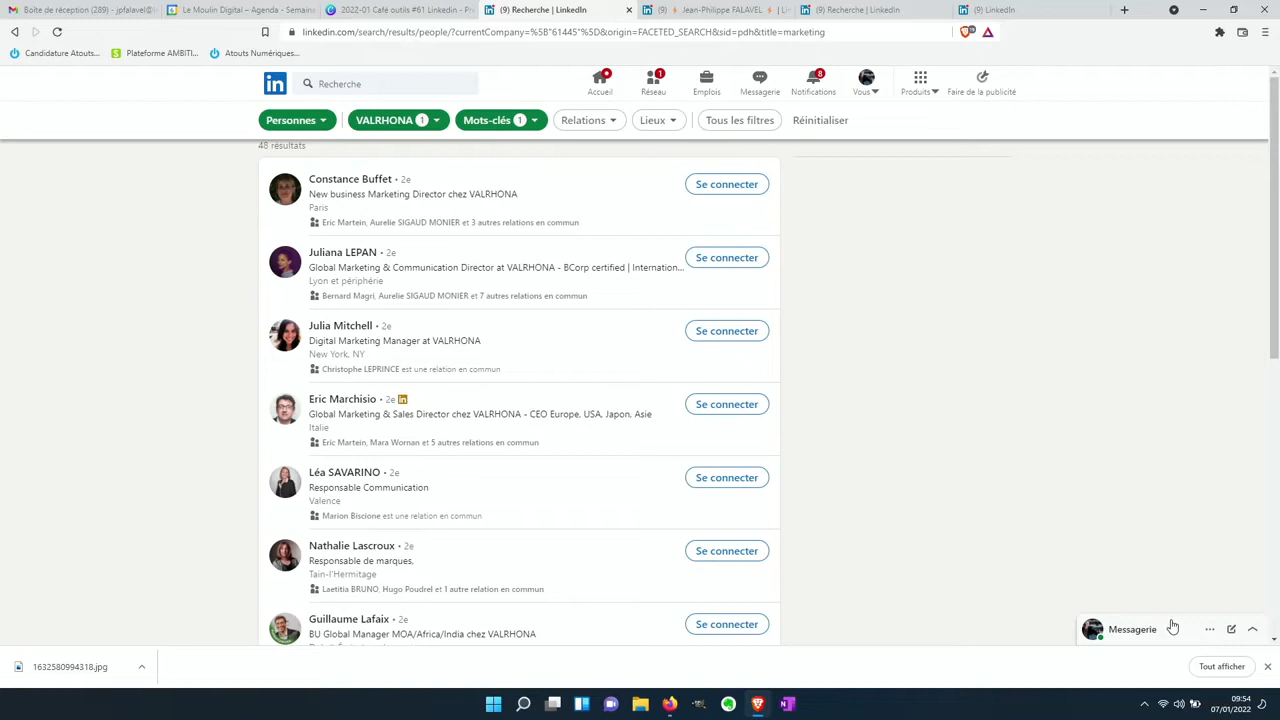 Boîte de réception (289) - jpfalavel@
Le Moulin Digital – Agenda - Semaine
2022-01 Café outils #61 Linkedin - Pr
(9) Recherche | LinkedIn
(9) ⚡ Jean-Philippe FALAVEL ⚡ | Lin
(9) Recherche | LinkedIn
(9) LinkedIn
linkedin.com/search/results/people/?currentCompany=%5B"61445"%5D&origin=FACETED_SEARCH&sid=pdh&title=marketing
Candidature Atouts...
Plateforme AMBITI...
Atouts Numériques...
Recherche
Accueil
1
Réseau
Emplois
Messagerie
8
Notifications
Vous
Produits
Faire de la publicité
Personnes
VALRHONA 1
Mots-clés 1
Relations
Lieux
Tous les filtres
Réinitialiser
48 résultats
Constance Buffet • 2e
New business Marketing Director chez VALRHONA
Paris
Eric Martein, Aurelie SIGAUD MONIER et 3 autres relations en commun
Se connecter
Juliana LEPAN • 2e
Global Marketing & Communication Director at VALRHONA - BCorp certified | Internation...
Lyon et périphérie
Bernard Magri, Aurelie SIGAUD MONIER et 7 autres relations en commun
Se connecter
Julia Mitchell • 2e
Digital Marketing Manager at VALRHONA
New York, NY
Christophe LEPRINCE est une relation en commun
Se connecter
Eric Marchisio • 2e
Global Marketing & Sales Director chez VALRHONA - CEO Europe, USA, Japon, Asie
Italie
Eric Martein, Mara Wornan et 5 autres relations en commun
Se connecter
Léa SAVARINO • 2e
Responsable Communication
Valence
Marion Biscione est une relation en commun
Se connecter
Nathalie Lascroux • 2e
Responsable de marques,
Tain-l'Hermitage
Laetitia BRUNO, Hugo Poudrel et 1 autre relation en commun
Se connecter
Guillaume Lafaix • 2e
BU Global Manager MOA/Africa/India chez VALRHONA
Se connecter
Messagerie
1632580994318.jpg
Tout afficher
09:54
07/01/2022